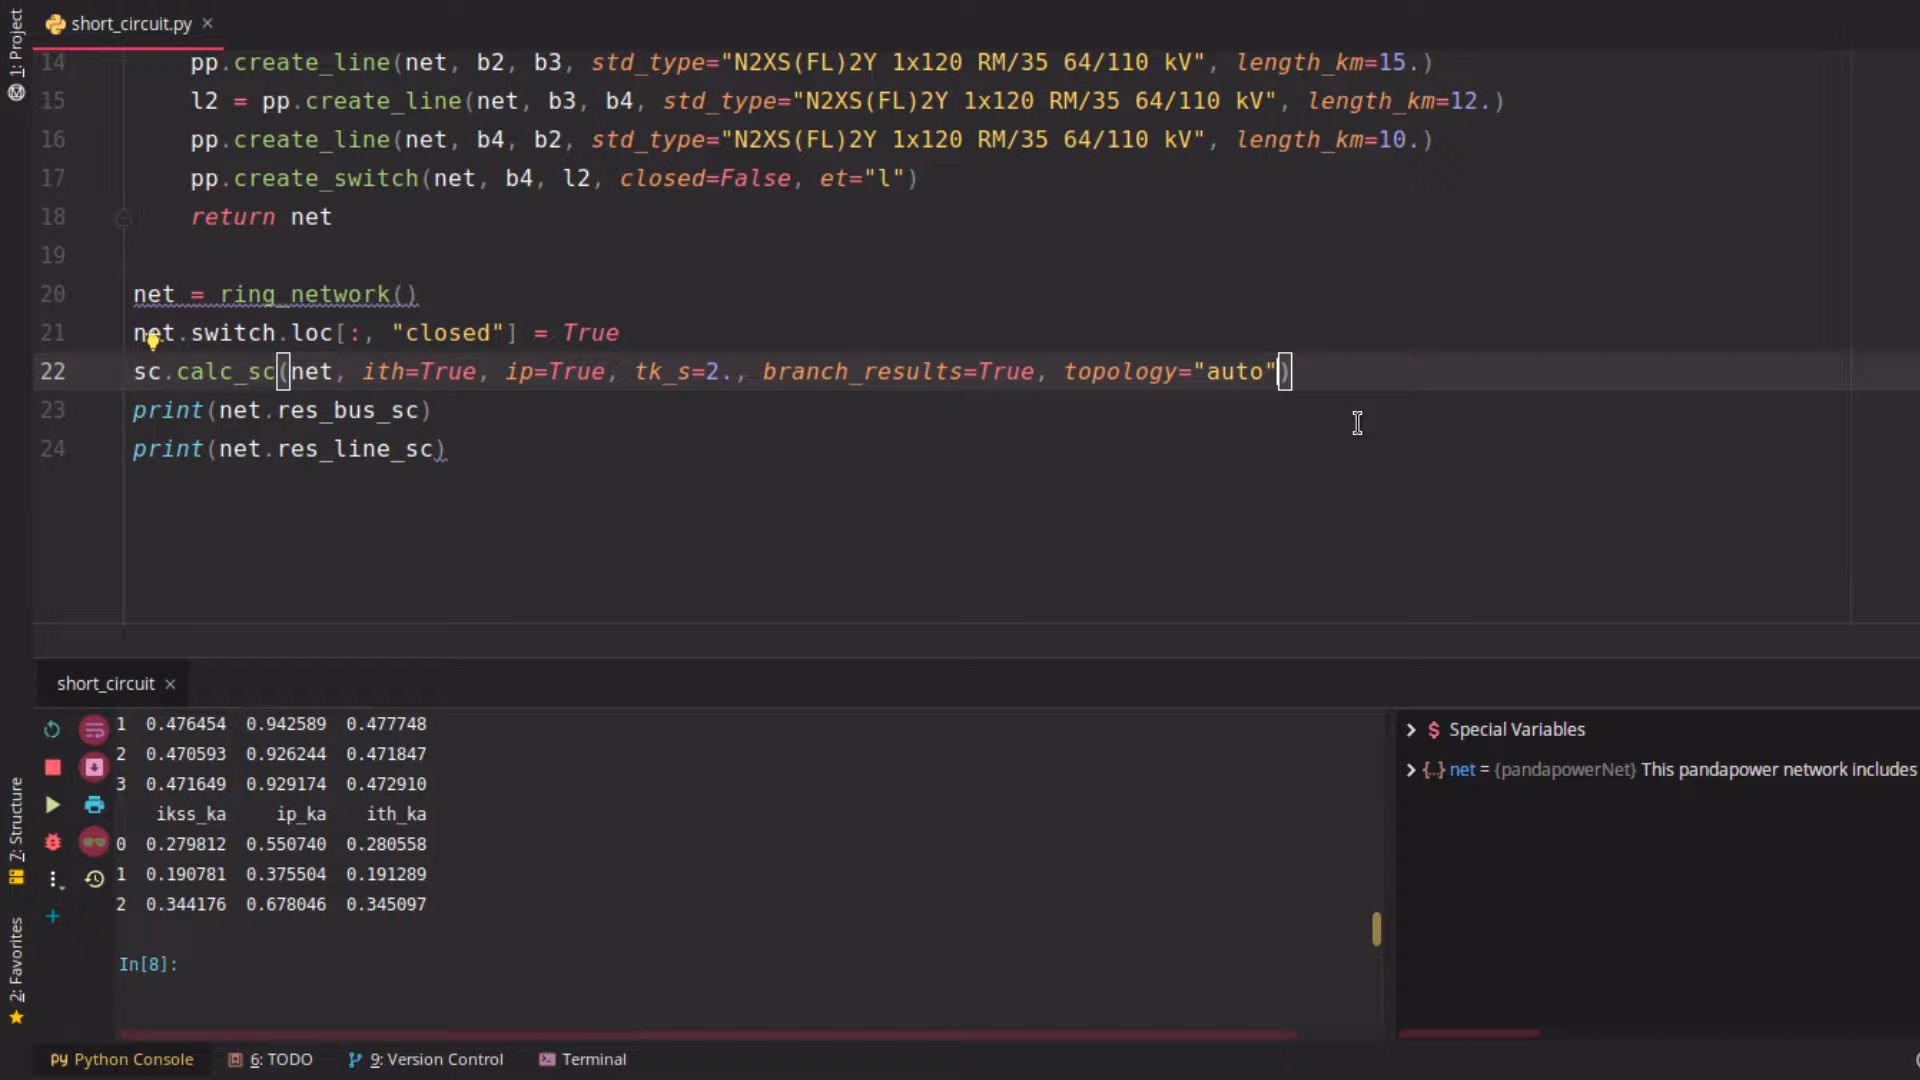 1: Project
short_circuit.py ×
14 pp.create_line(net, b2, b3, std_type="N2XS(FL)2Y 1x120 RM/35 64/110 kV", length_km=15.)
15 l2 = pp.create_line(net, b3, b4, std_type="N2XS(FL)2Y 1x120 RM/35 64/110 kV", length_km=12.)
16 pp.create_line(net, b4, b2, std_type="N2XS(FL)2Y 1x120 RM/35 64/110 kV", length_km=10.)
17 pp.create_switch(net, b4, l2, closed=False, et="l")
18 return net
19
20 net = ring_network()
21 net.switch.loc[:, "closed"] = True
22 sc.calc_sc(net, ith=True, ip=True, tk_s=2., branch_results=True, topology="auto")
23 print(net.res_bus_sc)
24 print(net.res_line_sc)
short_circuit ×
1 0.476454 0.942589 0.477748
2 0.470593 0.926244 0.471847
3 0.471649 0.929174 0.472910
ikss_ka ip_ka ith_ka
0 0.279812 0.550740 0.280558
1 0.190781 0.375504 0.191289
2 0.344176 0.678046 0.345097
In[8]:
Special Variables
net = {pandapowerNet} This pandapower network includes
7: Structure
2: Favorites
Python Console
6: TODO
9: Version Control
Terminal